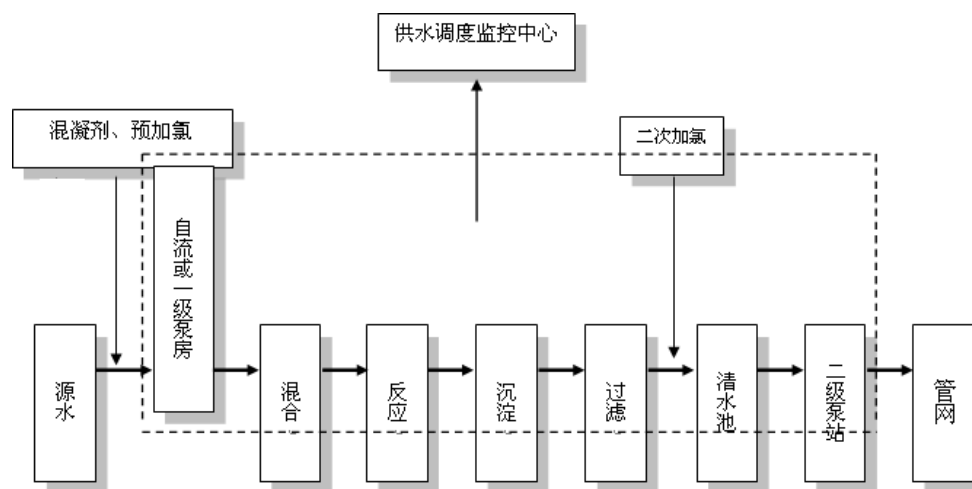 供水调度监控中心
混凝剂、预加氯
二次加氯
自流或一级泵房
源水
混合
反应
沉淀
过滤
清水池
二级泵站
管网